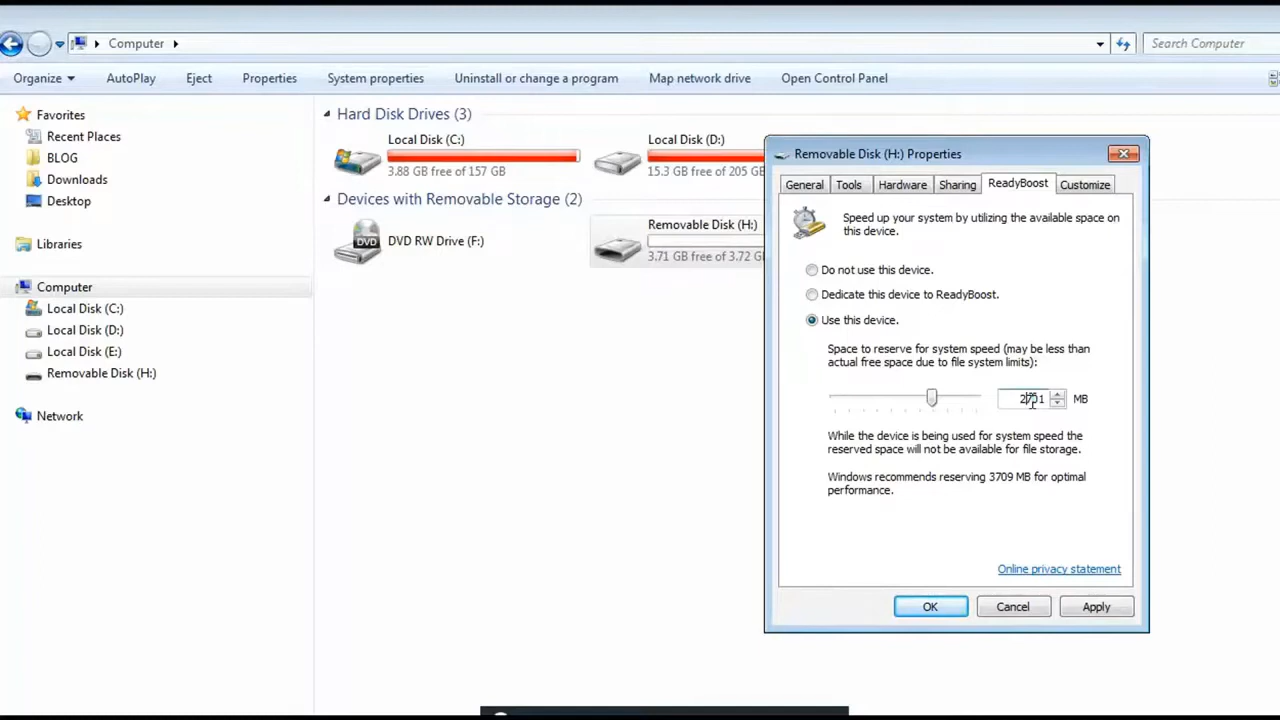 Computer
Search Computer
Organize
AutoPlay
Eject
Properties
System properties
Uninstall or change a program
Map network drive
Open Control Panel
Favorites
Recent Places
BLOG
Downloads
Desktop
Libraries
Computer
Local Disk (C:)
Local Disk (D:)
Local Disk (E:)
Removable Disk (H:)
Network
Hard Disk Drives (3)
Local Disk (C:)
3.88 GB free of 157 GB
Local Disk (D:)
15.3 GB free of 205 G
Devices with Removable Storage (2)
DVD
DVD RW Drive (F:)
Removable Disk (H:)
3.71 GB free of 3.72 G
Removable Disk (H:) Properties
General
Tools
Hardware
Sharing
ReadyBoost
Customize
Speed up your system by utilizing the available space on
this device.
Do not use this device.
Dedicate this device to ReadyBoost.
Use this device.
Space to reserve for system speed (may be less than
actual free space due to file system limits):
MB
While the device is being used for system speed the
reserved space will not be available for file storage.
Windows recommends reserving 3709 MB for optimal
performance.
Online privacy statement
OK
Cancel
Apply